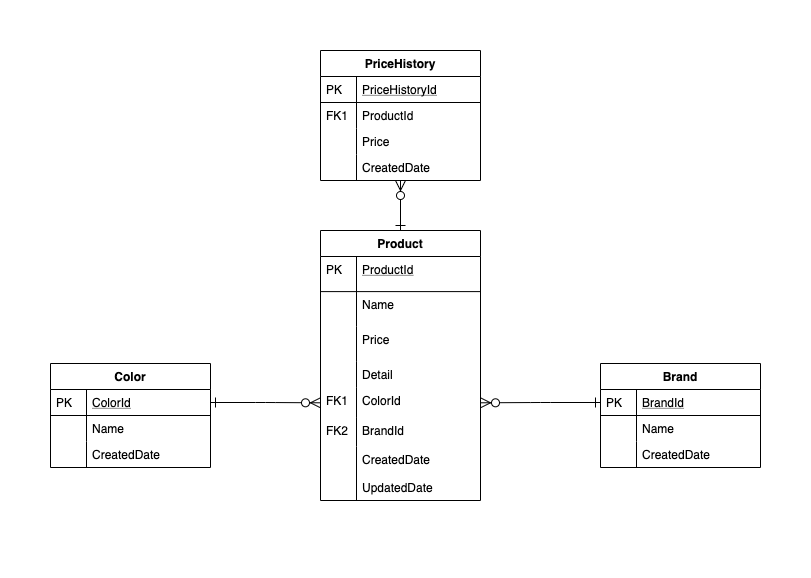 PriceHistory
PK PriceHistoryId
FK1 ProductId
Price
CreatedDate
Product
PK ProductId
Name
Price
Detail
FK1 ColorId
FK2 BrandId
CreatedDate
UpdatedDate
Color
PK ColorId
Name
CreatedDate
Brand
PK BrandId
Name
CreatedDate